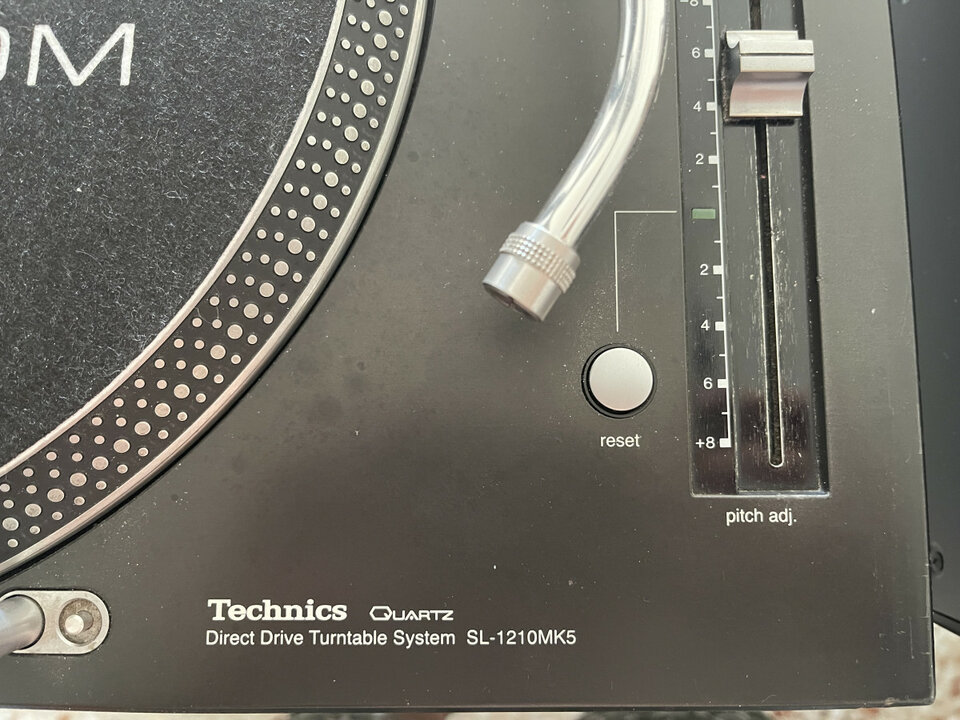 OM
-8
6
4
2
2
4
6
+8
reset
pitch adj.
Technics QUARTZ
Direct Drive Turntable System SL-1210MK5